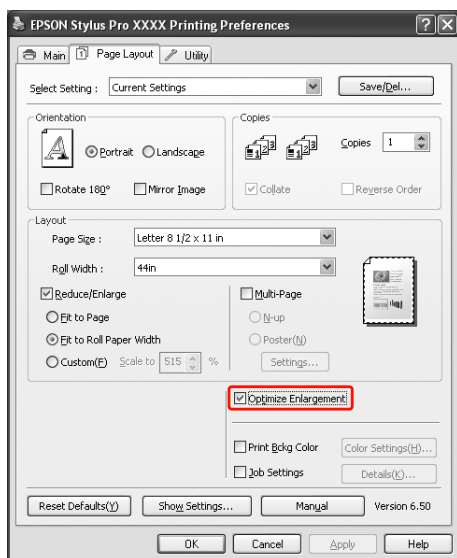 EPSON Stylus Pro XXXX Printing Preferences
Main Page Layout Utility
Select Setting : Current Settings Save/Del...
Orientation Copies
A Portrait Landscape Copies 1
Rotate 180° Mirror Image Collate Reverse Order
Layout
Page Size : Letter 8 1/2 x 11 in
Roll Width : 44in
Reduce/Enlarge Multi-Page
Fit to Page N-up
Fit to Roll Paper Width Poster(N)
Custom(F) Scale to 515 % Settings...
Optimize Enlargement
Print Bckg Color Color Settings(H)...
Job Settings Details(K)...
Reset Defaults(Y) Show Settings... Manual Version 6.50
OK Cancel Apply Help